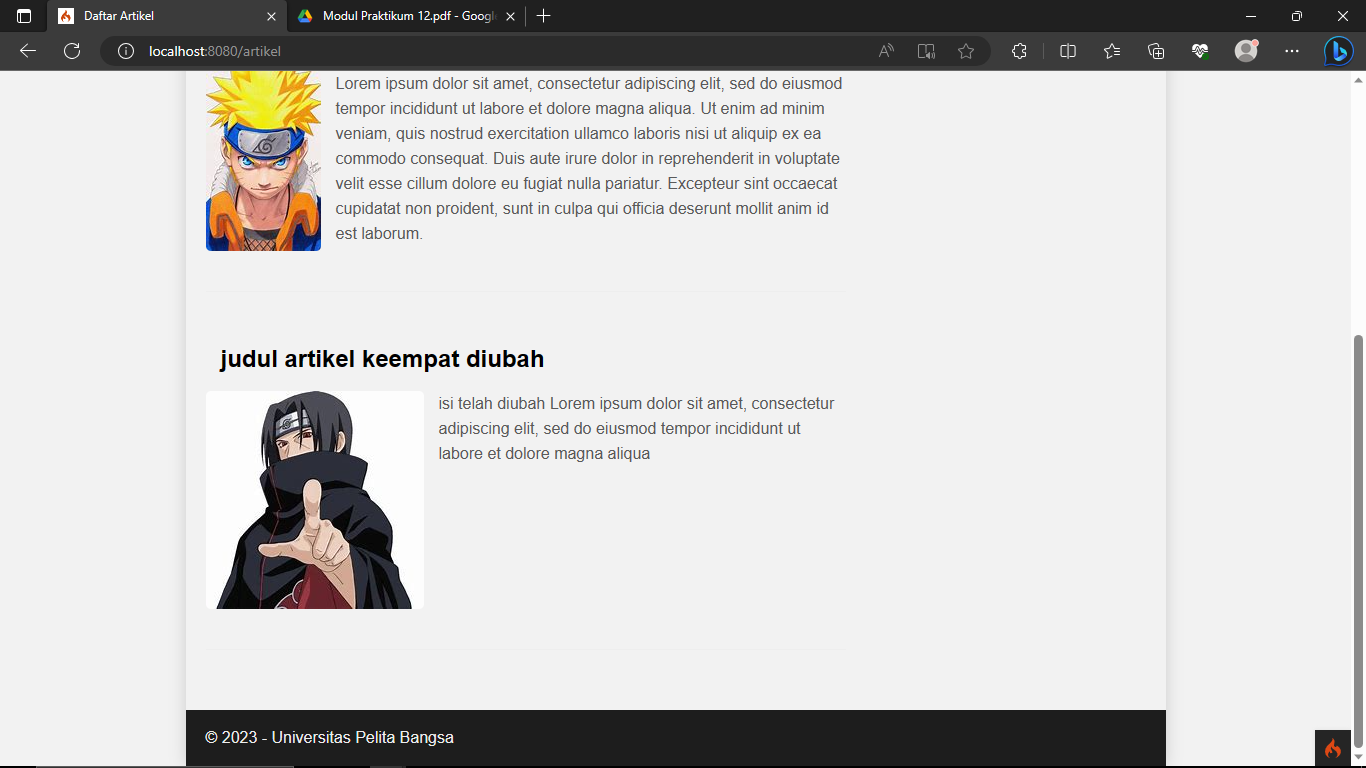 Daftar Artikel
Modul Praktikum 12.pdf - Googl
localhost:8080/artikel
Lorem ipsum dolor sit amet, consectetur adipiscing elit, sed do eiusmod
tempor incididunt ut labore et dolore magna aliqua. Ut enim ad minim
veniam, quis nostrud exercitation ullamco laboris nisi ut aliquip ex ea
commodo consequat. Duis aute irure dolor in reprehenderit in voluptate
velit esse cillum dolore eu fugiat nulla pariatur. Excepteur sint occaecat
cupidatat non proident, sunt in culpa qui officia deserunt mollit anim id
est laborum.
judul artikel keempat diubah
isi telah diubah Lorem ipsum dolor sit amet, consectetur
adipiscing elit, sed do eiusmod tempor incididunt ut
labore et dolore magna aliqua
© 2023 - Universitas Pelita Bangsa